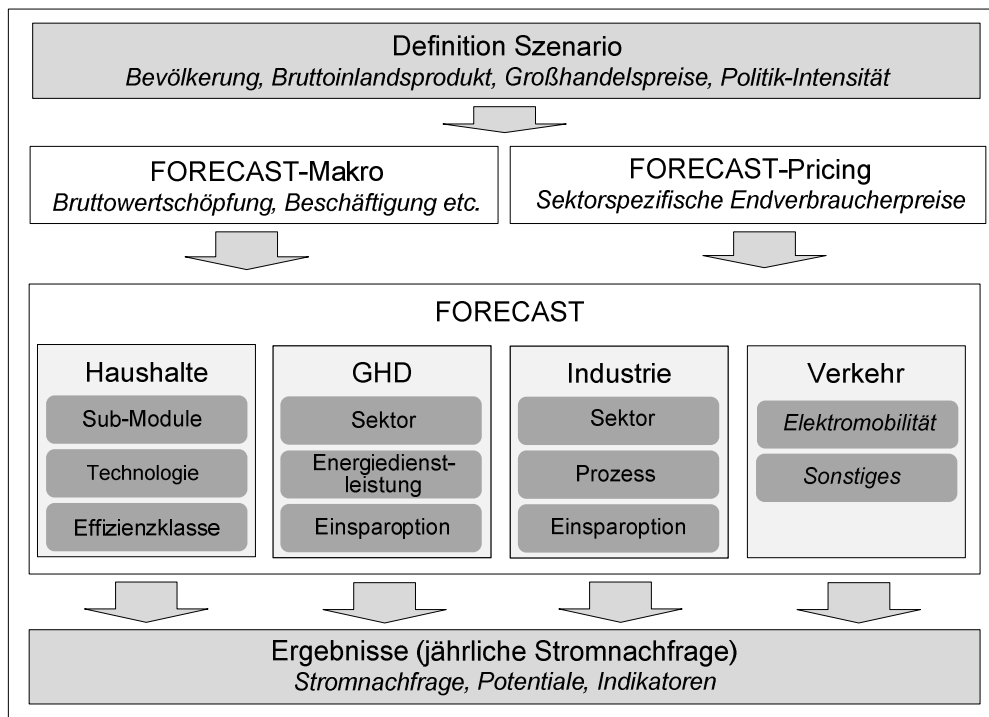 Definition Szenario
Bevölkerung, Bruttoinlandsprodukt, Großhandelspreise, Politik-Intensität
FORECAST-Makro
Bruttowertschöpfung, Beschäftigung etc.
FORECAST-Pricing
Sektorspezifische Endverbraucherpreise
FORECAST
Haushalte
Sub-Module
Technologie
Effizienzklasse
GHD
Sektor
Energiedienst-
leistung
Einsparoption
Industrie
Sektor
Prozess
Einsparoption
Verkehr
Elektromobilität
Sonstiges
Ergebnisse (jährliche Stromnachfrage)
Stromnachfrage, Potentiale, Indikatoren